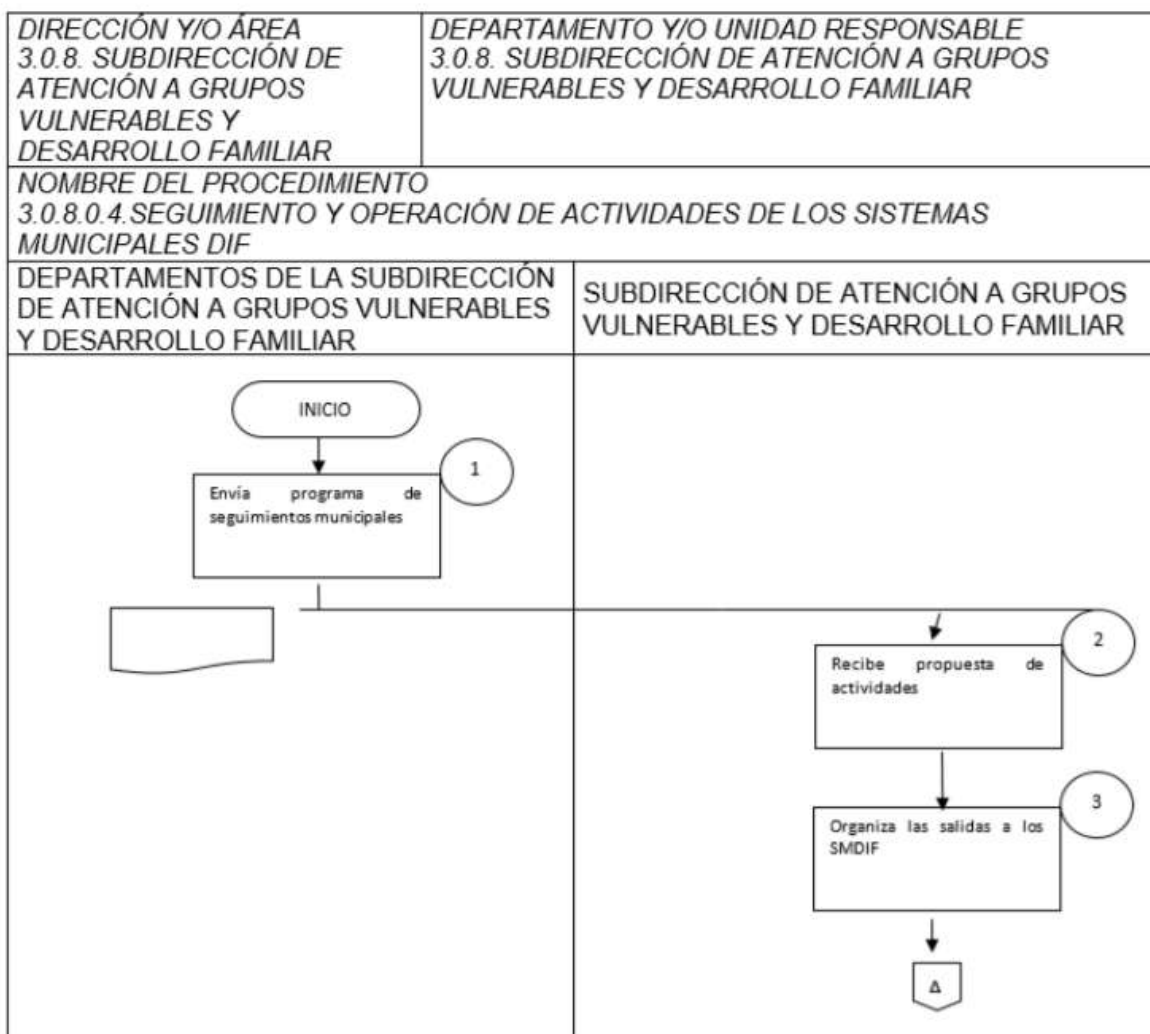 DIRECCIÓN Y/O ÁREA
3.0.8. SUBDIRECCIÓN DE
ATENCIÓN A GRUPOS
VULNERABLES Y
DESARROLLO FAMILIAR
DEPARTAMENTO Y/O UNIDAD RESPONSABLE
3.0.8. SUBDIRECCIÓN DE ATENCIÓN A GRUPOS
VULNERABLES Y DESARROLLO FAMILIAR
NOMBRE DEL PROCEDIMIENTO
3.0.8.0.4.SEGUIMIENTO Y OPERACIÓN DE ACTIVIDADES DE LOS SISTEMAS
MUNICIPALES DIF
DEPARTAMENTOS DE LA SUBDIRECCIÓN
DE ATENCIÓN A GRUPOS VULNERABLES
Y DESARROLLO FAMILIAR
SUBDIRECCIÓN DE ATENCIÓN A GRUPOS
VULNERABLES Y DESARROLLO FAMILIAR
INICIO
1
Envía programa de
seguimientos municipales
2
Recibe propuesta de
actividades
3
Organiza las salidas a los
SMDIF
Δ